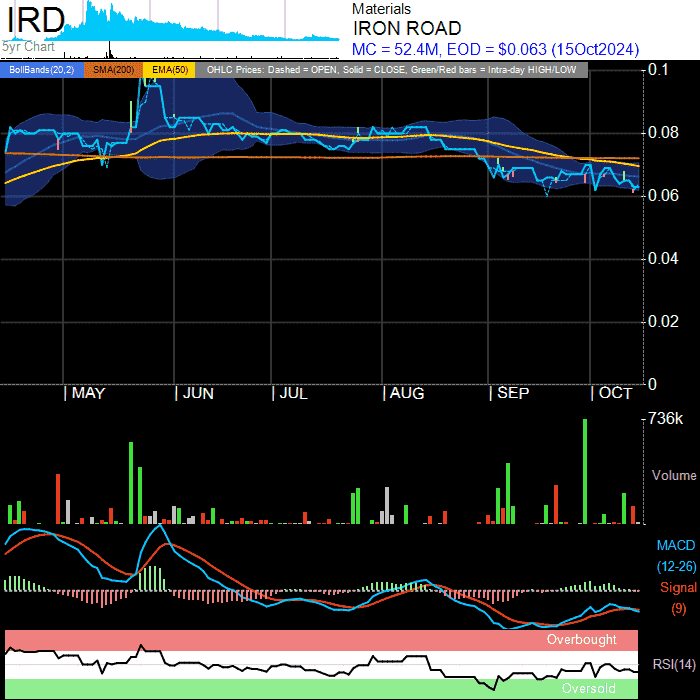 IRD
5yr Chart
Materials
IRON ROAD
MC = 52.4M, EOD = $0.063 (15Oct2024)
BollBands(20,2) SMA(200) EMA(50) OHLC Prices: Dashed = OPEN, Solid = CLOSE, Green/Red bars = Intra-day HIGH/LOW
0.1
0.08
0.06
0.04
0.02
0
| MAY | JUN | JUL | AUG | SEP | OCT
736k
Volume
MACD
(12-26)
Signal
(9)
Overbought
RSI(14)
Oversold